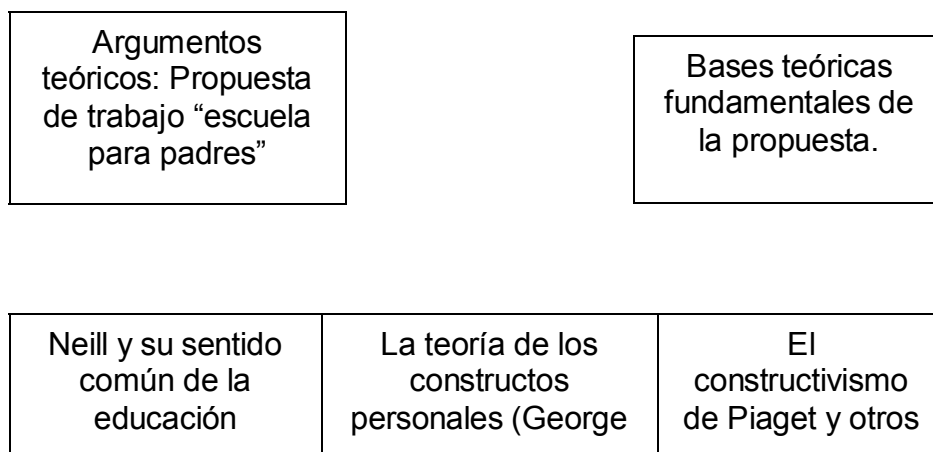 Argumentos
teóricos: Propuesta
de trabajo “escuela
para padres”
Bases teóricas
fundamentales de
la propuesta.
Neill y su sentido
común de la
educación
La teoría de los
constructos
personales (George
El
constructivismo
de Piaget y otros